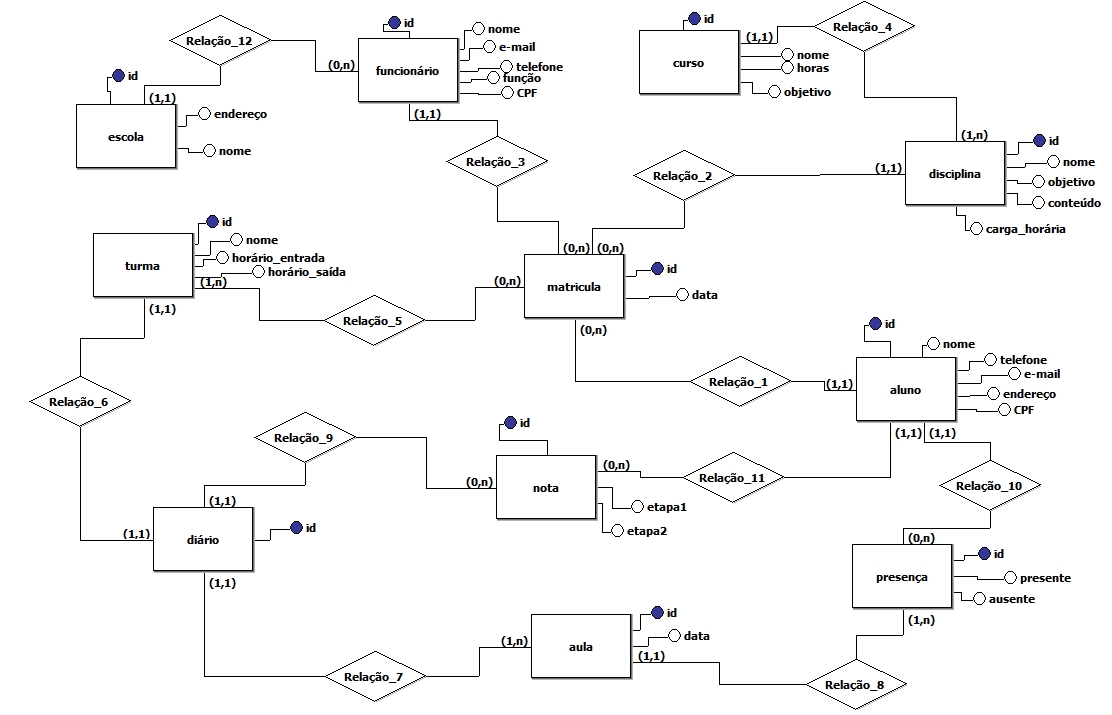 id
nome
e-mail
telefone
função
CPF
funcionário
(0,n)
(1,1)
Relação_12
id
(1,1)
escola
endereço
nome
id
curso
(1,1)
nome
horas
objetivo
Relação_4
(1,n)
disciplina
id
nome
objetivo
conteúdo
carga_horária
(1,1)
Relação_3
Relação_2
(0,n)
(0,n)
turma
id
nome
horário_entrada
horário_saída
(1,n)
(1,1)
(0,n)
matricula
id
data
(0,n)
Relação_5
Relação_1
(1,1)
aluno
id
nome
telefone
e-mail
endereço
CPF
(1,1)
(1,1)
Relação_6
Relação_9
id
(0,n)
nota
(0,n)
etapa1
etapa2
Relação_11
Relação_10
(1,1)
(1,1)
diário
id
(1,1)
(0,n)
presença
id
presente
ausente
(1,n)
Relação_7
(1,n)
aula
id
data
(1,1)
Relação_8